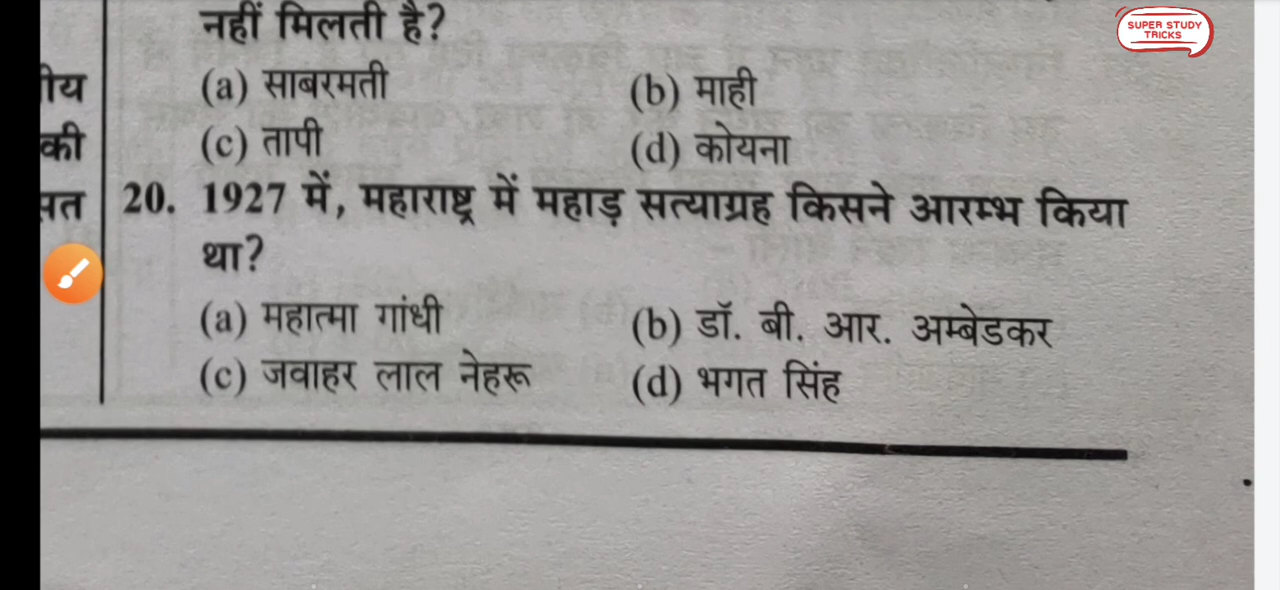 नहीं मिलती है?
SUPER STUDY
TRICKS
(a) साबरमती (b) माही
(c) तापी (d) कोयना
की
20. 1927 में, महाराष्ट्र में महाड़ सत्याग्रह किसने आरम्भ किया
था?
(a) महात्मा गांधी (b) डॉ. बी. आर. अम्बेडकर
(c) जवाहर लाल नेहरू (d) भगत सिंह